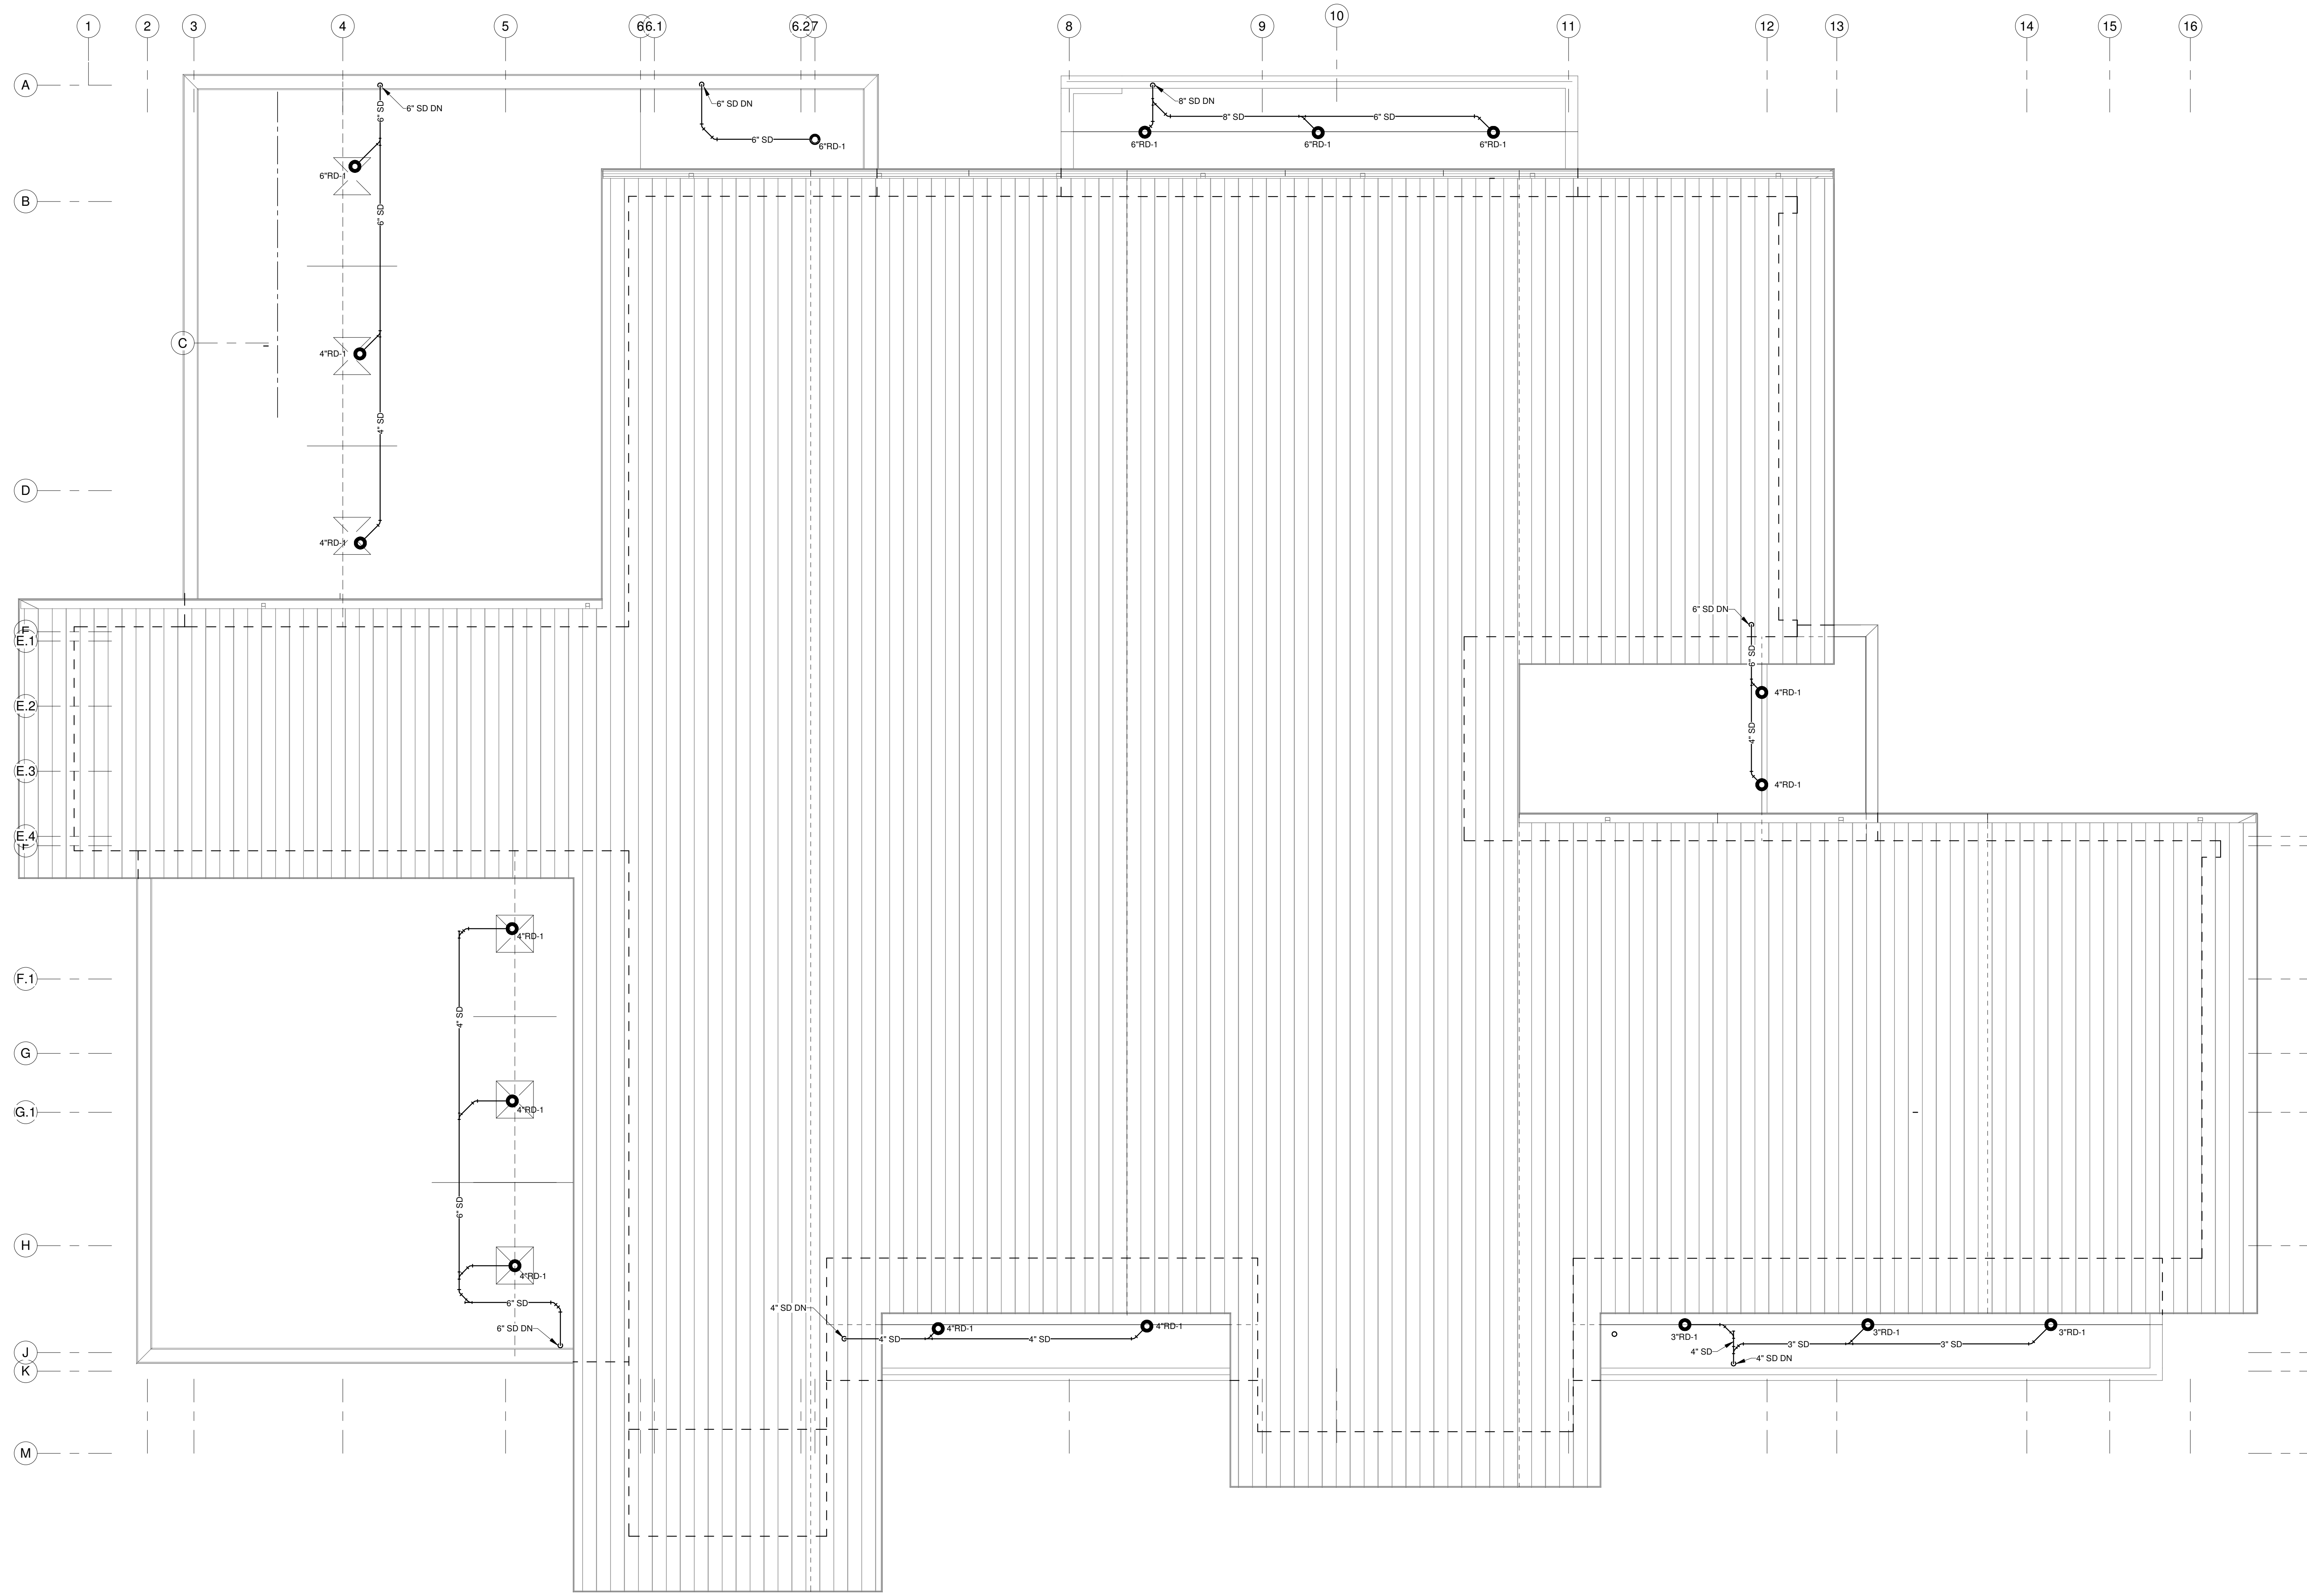 1
2
3
4
5
6
6.1
6.2
7
8
9
10
11
12
13
14
15
16
A
6" SD
6" SD DN
6" SD DN
8" SD DN
8" SD
6" SD
6" SD
6"RD-1
6"RD-1
6"RD-1
6"RD-1
6"RD-1
B
6" SD
C
4"RD-1
4" SD
D
4"RD-1
6" SD DN
E
E.1
6" SD
E.2
4"RD-1
4" SD
E.3
4"RD-1
E.4
F
4"RD-1
F.1
4" SD
G
G.1
4"RD-1
6" SD
H
4"RD-1
6" SD
4" SD DN
6" SD DN
4"RD-1
4"RD-1
4" SD
4" SD
3"RD-1
3"RD-1
3"RD-1
3" SD
3" SD
4" SD
4" SD DN
J
K
M